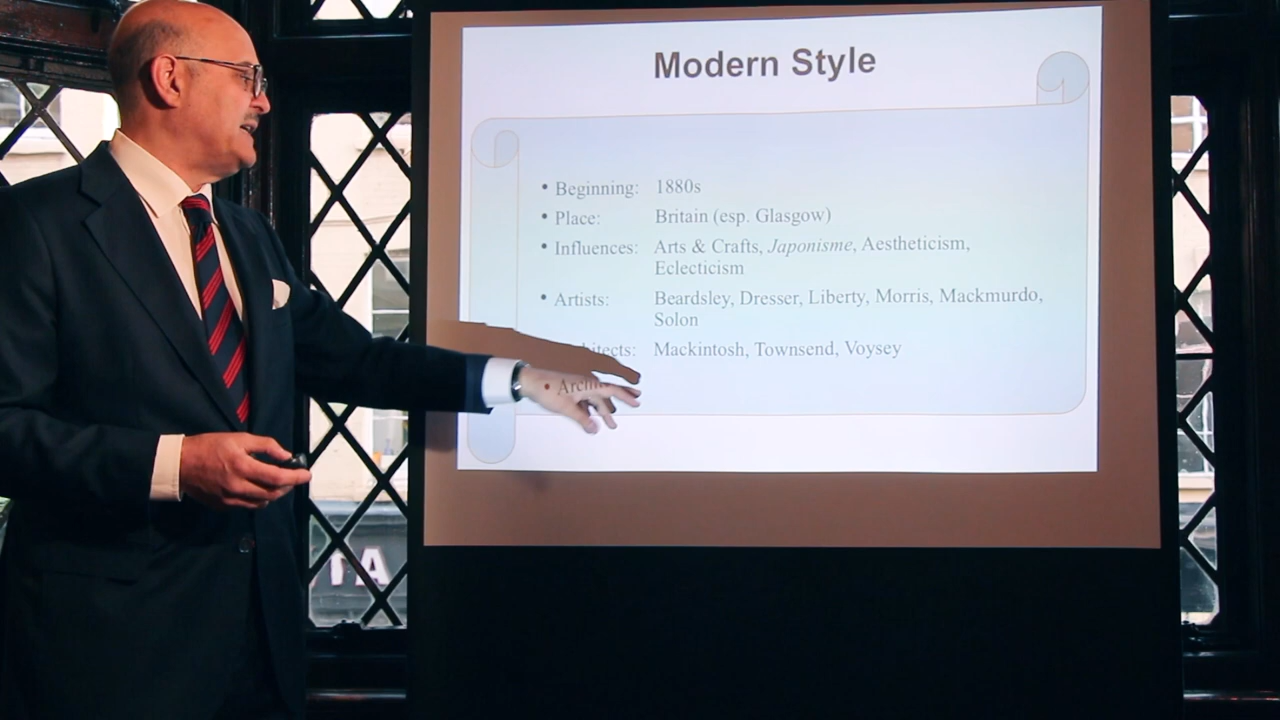 Modern Style
• Beginning: 1880s
• Place: Britain (esp. Glasgow)
• Influences: Arts & Crafts, Japonisme, Aestheticism,
Eclecticism
• Artists: Beardsley, Dresser, Liberty, Morris, Mackmurdo,
Solon
• Architects: Mackintosh, Townsend, Voysey